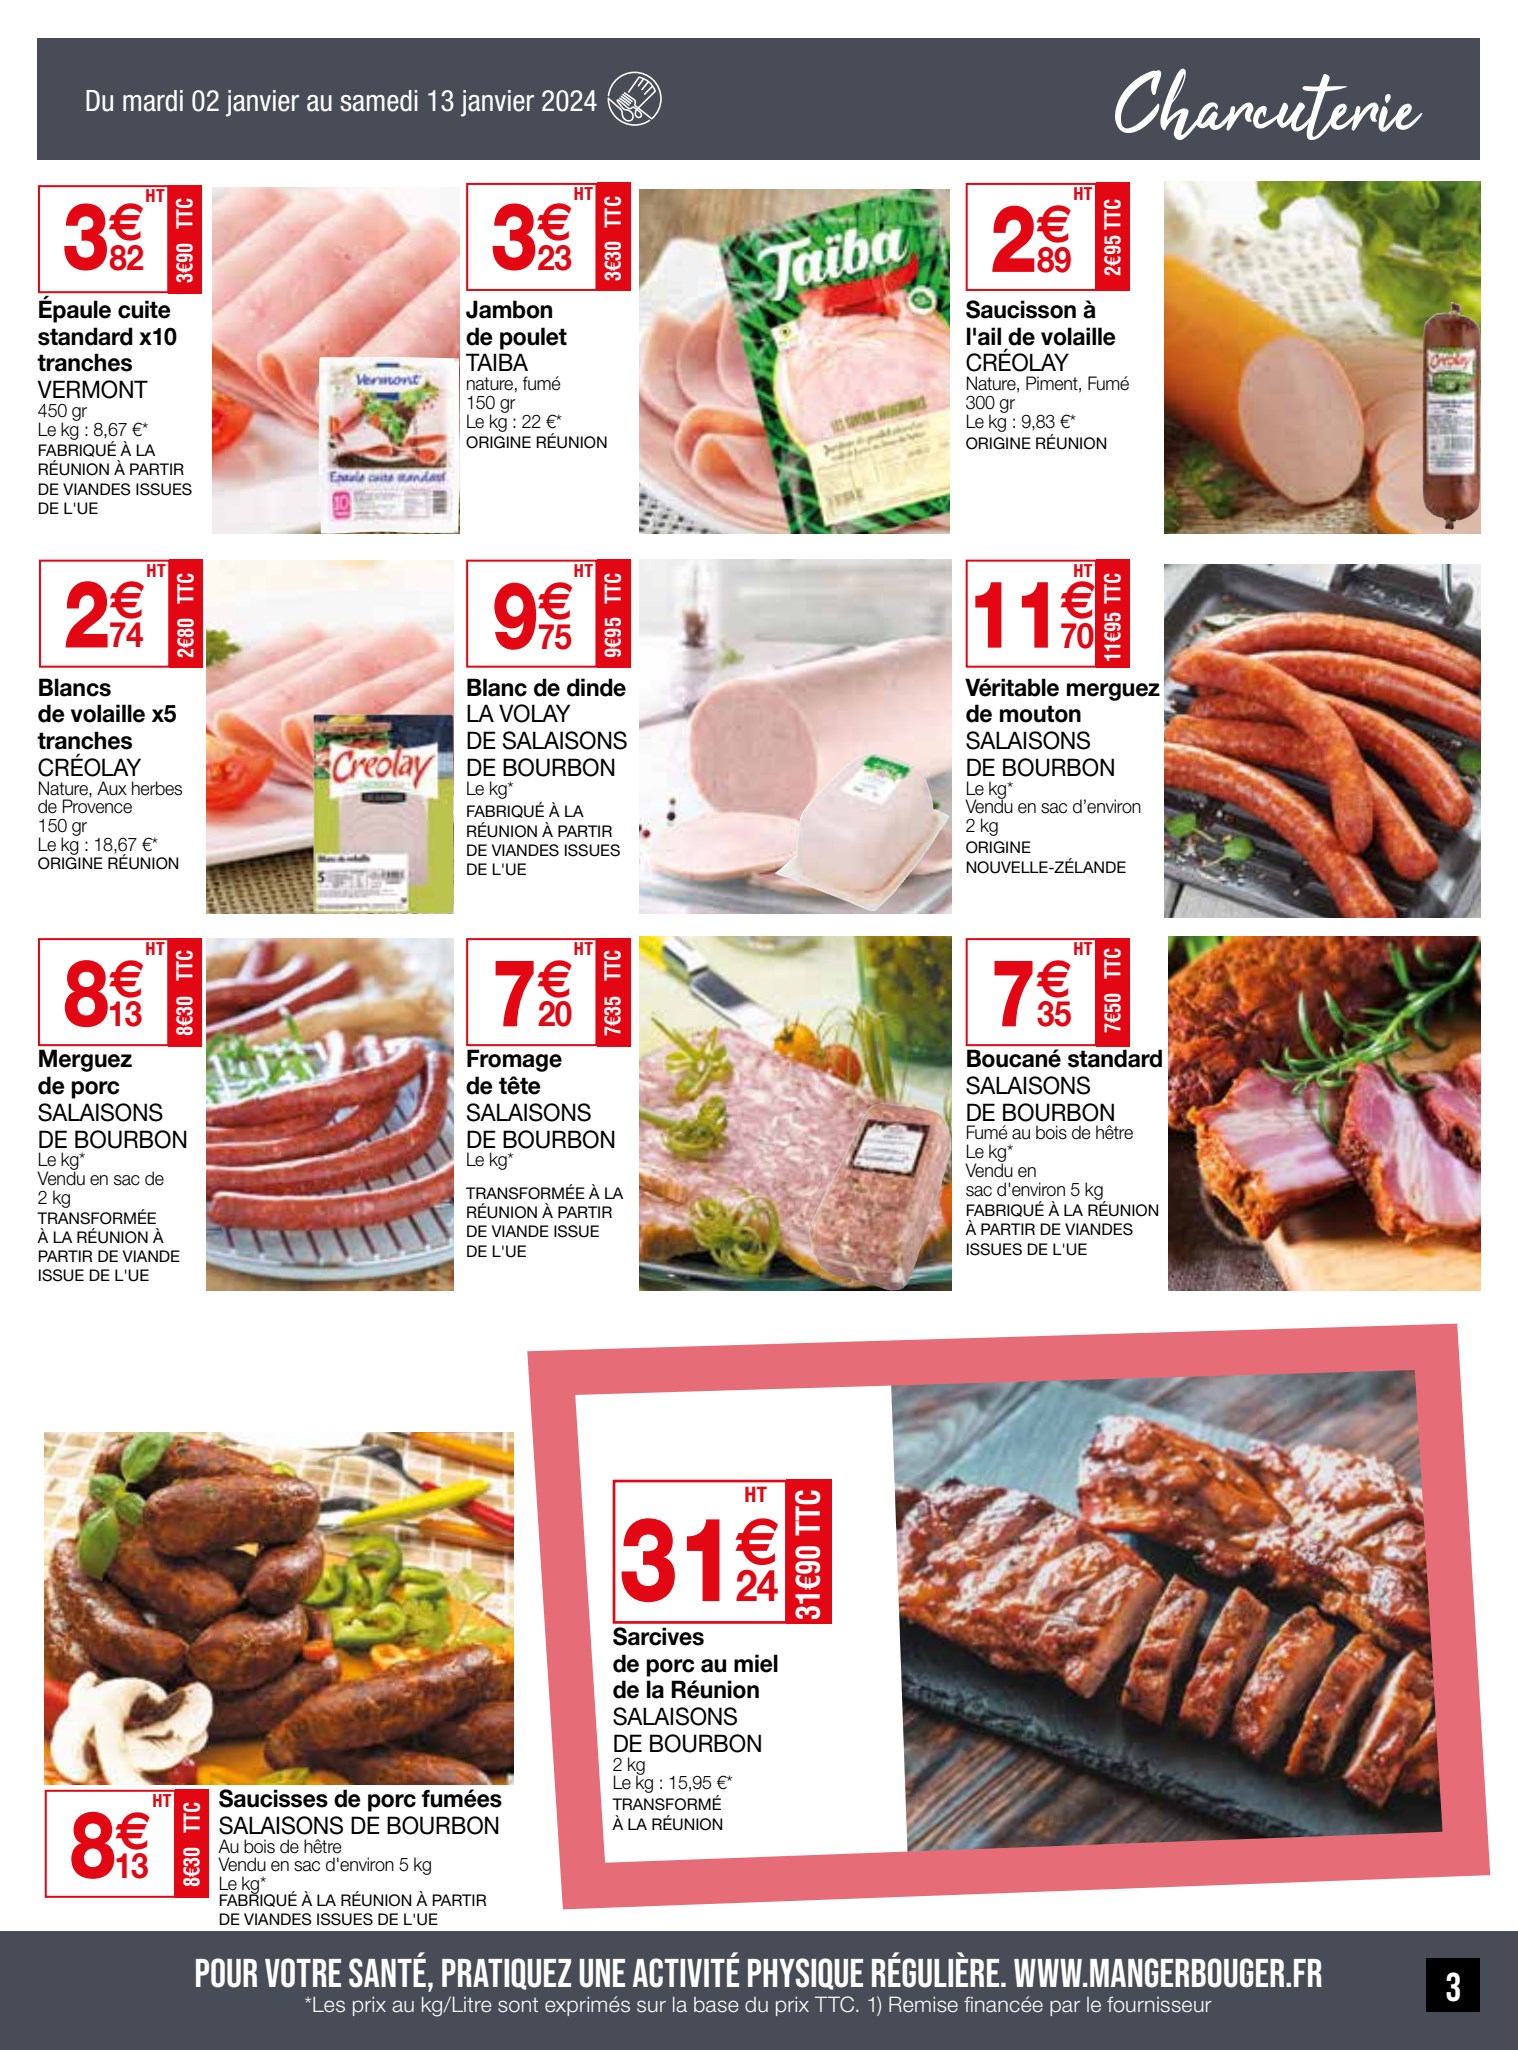 Du mardi 02 janvier au samedi 13 janvier 2024
Charcuterie
3€82 HT
3€90 TTC
Épaule cuite
standard x10
tranches
VERMONT
450 gr
Le kg : 8,67 €*
FABRIQUÉ À LA
RÉUNION À PARTIR
DE VIANDES ISSUES
DE L'UE
Vermont
Epaule cuite standard
10
3€23 HT
3€30 TTC
Jambon
de poulet
TAIBA
nature, fumé
150 gr
Le kg : 22 €*
ORIGINE RÉUNION
Taïba
2€89 HT
2€95 TTC
Saucisson à
l'ail de volaille
CRÉOLAY
Nature, Piment, Fumé
300 gr
Le kg : 9,83 €*
ORIGINE RÉUNION
Créolay
2€74 HT
2€80 TTC
Blancs
de volaille x5
tranches
CRÉOLAY
Nature, Aux herbes
de Provence
150 gr
Le kg : 18,67 €*
ORIGINE RÉUNION
Créolay
5
9€75 HT
9€95 TTC
Blanc de dinde
LA VOLAY
DE SALAISONS
DE BOURBON
Le kg*
FABRIQUÉ À LA
RÉUNION À PARTIR
DE VIANDES ISSUES
DE L'UE
11€70 HT
11€95 TTC
Véritable merguez
de mouton
SALAISONS
DE BOURBON
Le kg*
Vendu en sac d'environ
2 kg
ORIGINE
NOUVELLE-ZÉLANDE
8€13 HT
8€30 TTC
Merguez
de porc
SALAISONS
DE BOURBON
Le kg*
Vendu en sac de
2 kg
TRANSFORMÉE
À LA RÉUNION À
PARTIR DE VIANDE
ISSUE DE L'UE
7€20 HT
7€35 TTC
Fromage
de tête
SALAISONS
DE BOURBON
Le kg*
TRANSFORMÉE À LA
RÉUNION À PARTIR
DE VIANDE ISSUE
DE L'UE
7€35 HT
7€50 TTC
Boucané standard
SALAISONS
DE BOURBON
Fumé au bois de hêtre
Le kg*
Vendu en
sac d'environ 5 kg
FABRIQUÉ À LA RÉUNION
À PARTIR DE VIANDES
ISSUES DE L'UE
8€13 HT
8€30 TTC
Saucisses de porc fumées
SALAISONS DE BOURBON
Au bois de hêtre
Vendu en sac d'environ 5 kg
Le kg*
FABRIQUÉ À LA RÉUNION À PARTIR
DE VIANDES ISSUES DE L'UE
31€24 HT
31€90 TTC
Sarcives
de porc au miel
de la Réunion
SALAISONS
DE BOURBON
2 kg
Le kg : 15,95 €*
TRANSFORMÉ
À LA RÉUNION
POUR VOTRE SANTÉ, PRATIQUEZ UNE ACTIVITÉ PHYSIQUE RÉGULIÈRE. WWW.MANGERBOUGER.FR
*Les prix au kg/Litre sont exprimés sur la base du prix TTC. 1) Remise financée par le fournisseur
3